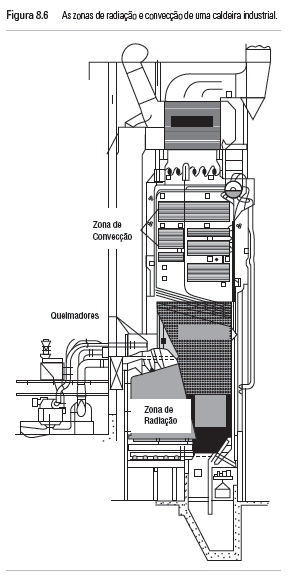 Figura 8.6 As zonas de radiação e convecção de uma caldeira industrial.
Zona de
Convecção
Queimadores
Zona de
Radiação